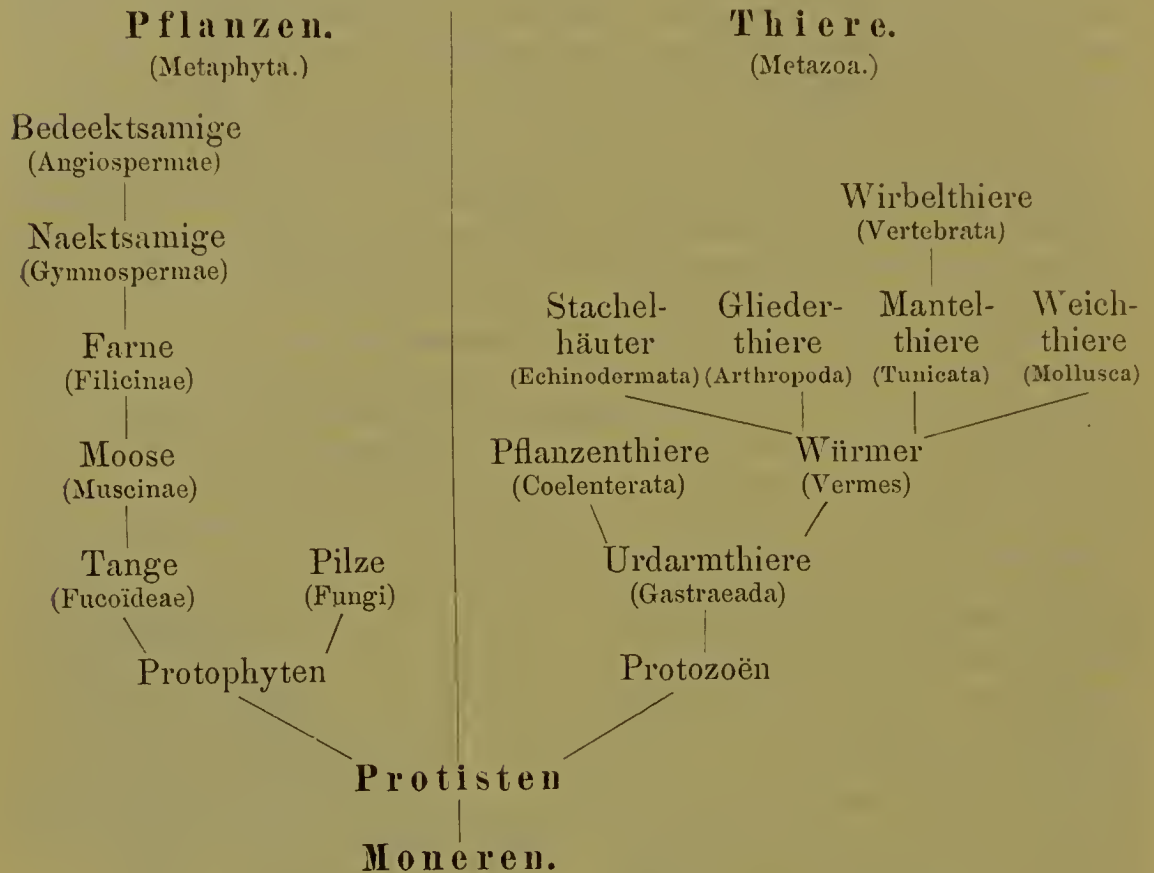 Pflanzen.
(Metaphyta.)
Bedecktsamige
(Angiospermae)
Nacktsamige
(Gymnospermae)
Farne
(Filicinae)
Moose
(Muscinae)
Tange
(Fucoïdeae)
Pilze
(Fungi)
Protophyten
Thiere.
(Metazoa.)
Wirbelthiere
(Vertebrata)
Stachel-
häuter
(Echinodermata)
Glieder-
thiere
(Arthropoda)
Mantel-
thiere
(Tunicata)
Weich-
thiere
(Mollusca)
Pflanzenthiere
(Coelenterata)
Würmer
(Vermes)
Urdarmthiere
(Gastraeada)
Protozoën
Protisten
Moneren.